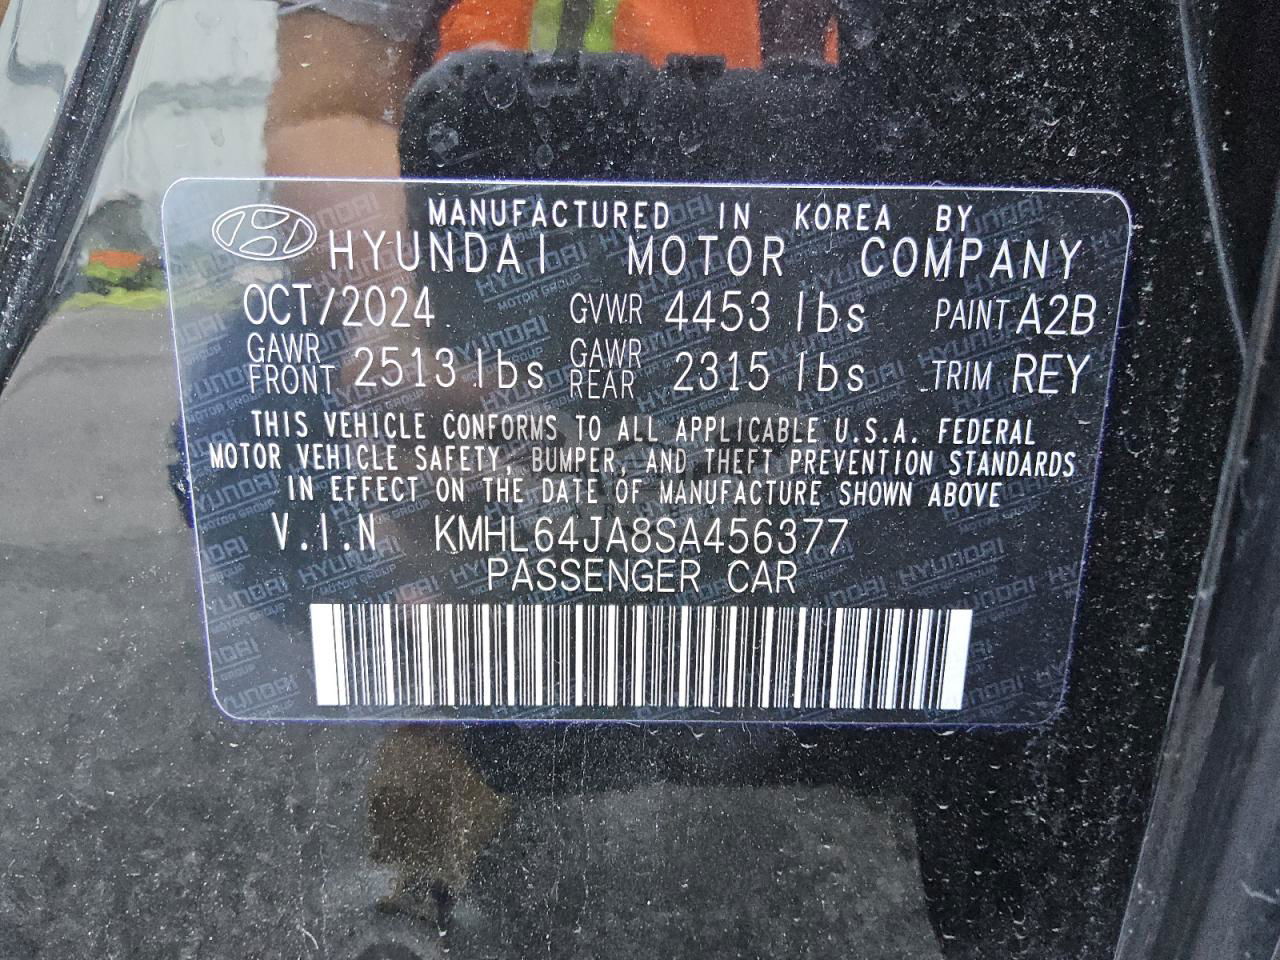 MANUFACTURED IN KOREA BY
HYUNDAI MOTOR COMPANY
OCT/2024 GVWR 4453 lbs PAINT A2B
GAWR FRONT 2513 lbs GAWR REAR 2315 lbs TRIM REY
THIS VEHICLE CONFORMS TO ALL APPLICABLE U.S.A. FEDERAL
MOTOR VEHICLE SAFETY, BUMPER, AND THEFT PREVENTION STANDARDS
IN EFFECT ON THE DATE OF MANUFACTURE SHOWN ABOVE
V.I.N KMHL64JA8SA456377
PASSENGER CAR